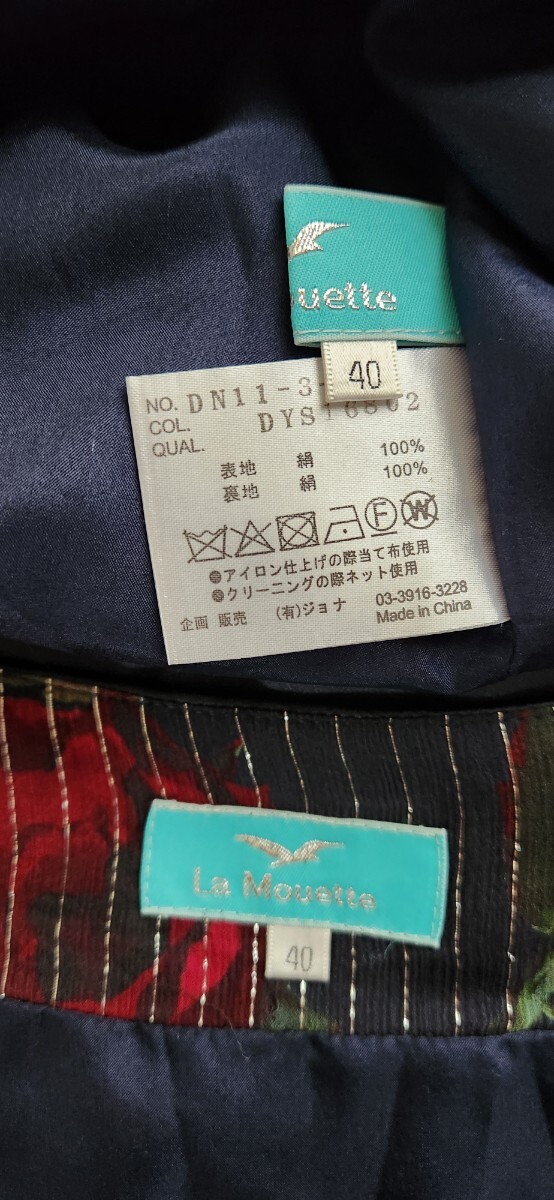 ouette
40
NO. DN11-3
COL. DYS16802
QUAL.
表地 絹 100%
裏地 絹 100%
F W
●アイロン仕上げの際当て布使用
●クリーニングの際ネット使用
企画 販売 (有)ジョナ 03-3916-3228
Made in China
La Mouette
40